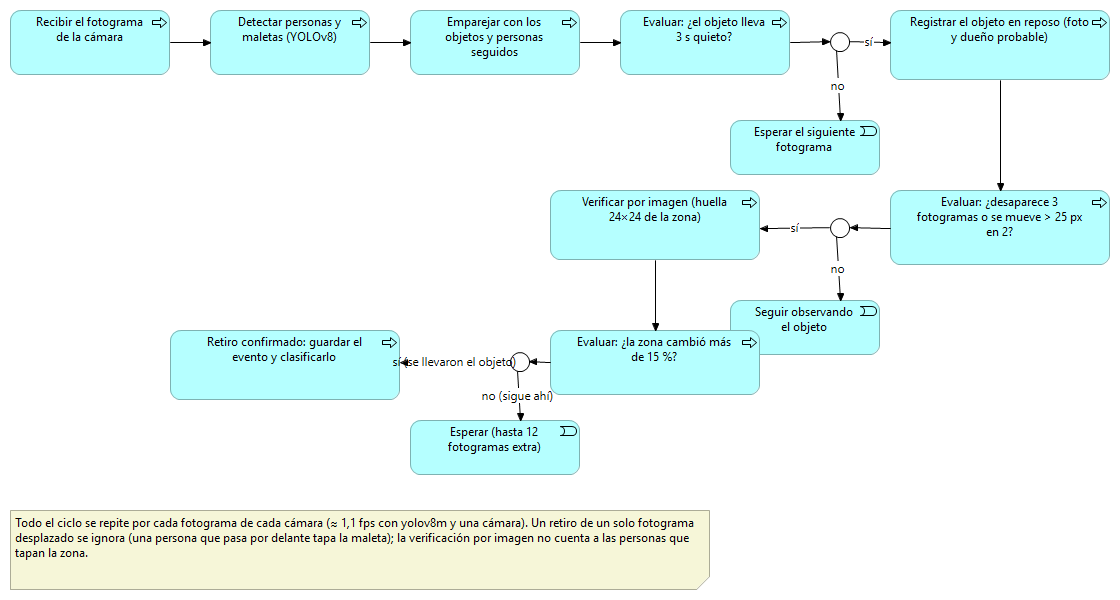 Recibir el fotograma
de la cámara
Detectar personas y
maletas (YOLOv8)
Emparejar con los
objetos y personas
seguidos
Evaluar: ¿el objeto lleva
3 s quieto?
sí
Registrar el objeto en reposo (foto
y dueño probable)
no
Esperar el siguiente
fotograma
Evaluar: ¿desaparece 3
fotogramas o se mueve > 25 px
en 2?
sí
Verificar por imagen (huella
24×24 de la zona)
no
Seguir observando
el objeto
Evaluar: ¿la zona cambió más
de 15 %?
sí (se llevaron el objeto)
Retiro confirmado: guardar el
evento y clasificarlo
no (sigue ahí)
Esperar (hasta 12
fotogramas extra)
Todo el ciclo se repite por cada fotograma de cada cámara (≈ 1,1 fps con yolov8m y una cámara). Un retiro de un solo fotograma
desplazado se ignora (una persona que pasa por delante tapa la maleta); la verificación por imagen no cuenta a las personas que
tapan la zona.